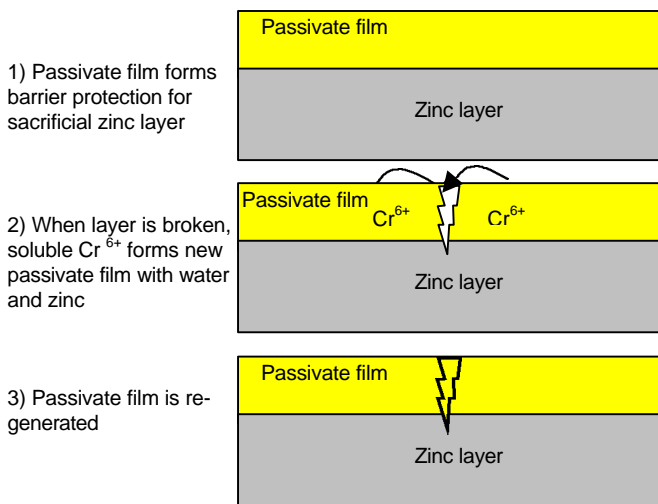 Passivate film
1) Passivate film forms
barrier protection for
sacrificial zinc layer
Zinc layer
Passivate film
2) When layer is broken,
soluble Cr 6+ forms new
passivate film with water
and zinc
Cr6+ Cr6+
Zinc layer
Passivate film
3) Passivate film is re-
generated
Zinc layer